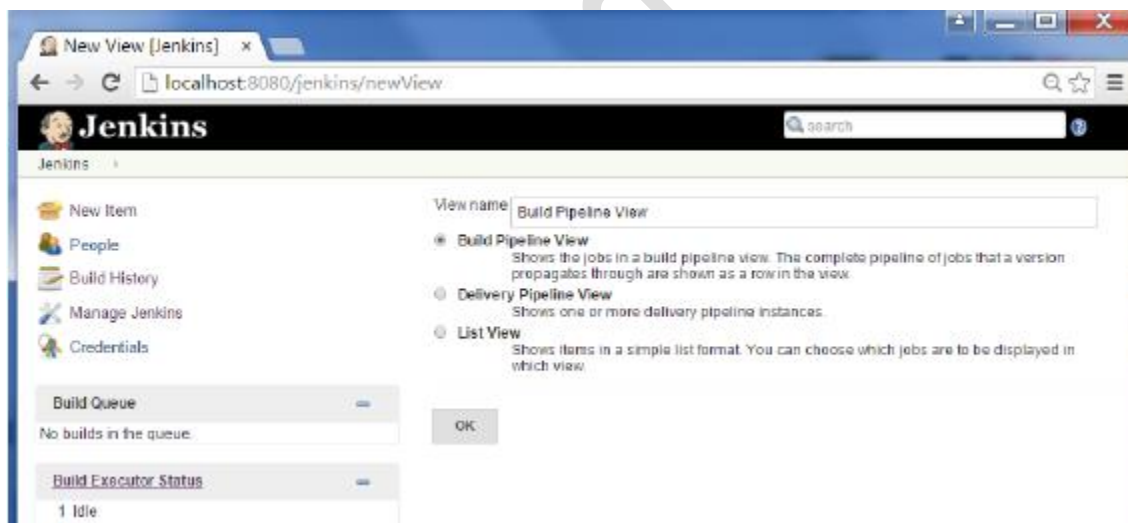 New View [Jenkins]
localhost:8080/jenkins/newView
Jenkins
search
Jenkins
New Item
People
Build History
Manage Jenkins
Credentials
Build Queue
No builds in the queue.
Build Executor Status
1 Idle
View name Build Pipeline View
Build Pipeline View
Shows the jobs in a build pipeline view. The complete pipeline of jobs that a version
propagates through are shown as a row in the view.
Delivery Pipeline View
Shows one or more delivery pipeline instances.
List View
Shows items in a simple list format. You can choose which jobs are to be displayed in
which view.
OK